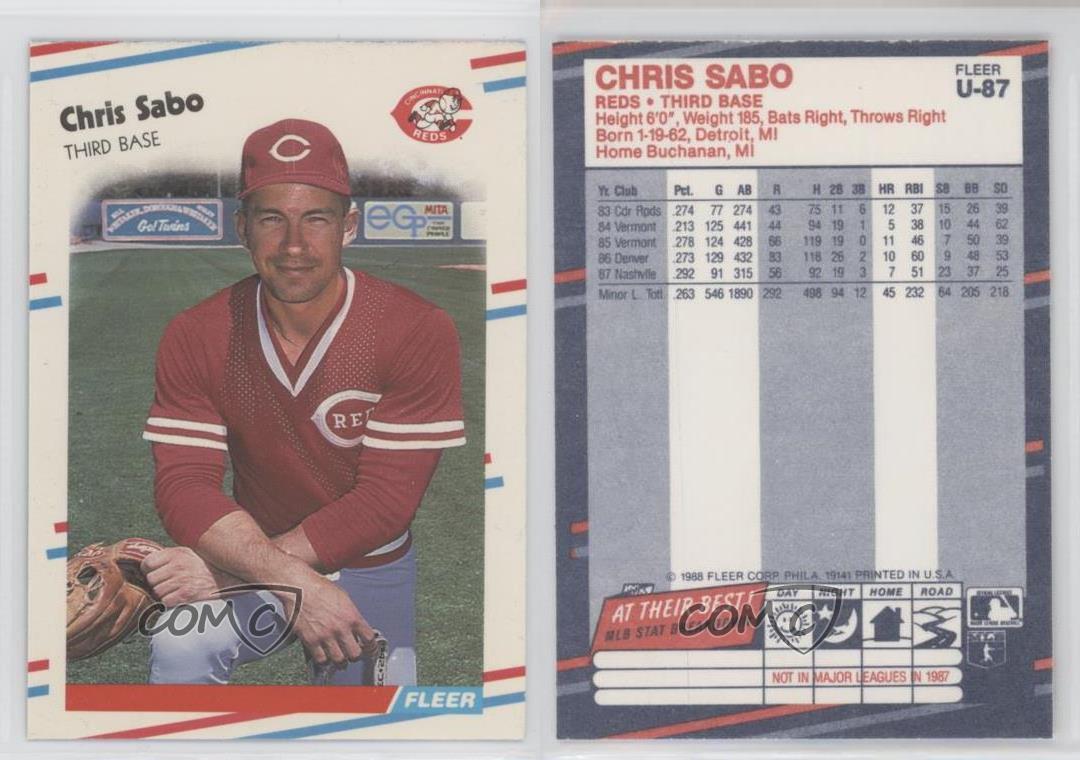 Chris Sabo
THIRD BASE
CINCINNATI
REDS
C
Go! Twins
MITA
RE
FLEER
COMC
CHRIS SABO
FLEER
U-87
REDS • THIRD BASE
Height 6'0", Weight 185, Bats Right, Throws Right
Born 1-19-62, Detroit, MI
Home Buchanan, MI
Yr. Club Pct. G AB R H 2B 3B HR RBI SB BB SO
83 Cdr Rpds .274 77 274 43 75 11 6 12 37 15 26 39
84 Vermont .213 125 441 44 94 19 1 5 38 10 44 62
85 Vermont .278 124 428 66 119 19 0 11 46 7 50 39
86 Denver .273 129 432 83 118 26 2 10 60 9 48 53
87 Nashvlle .292 91 315 56 92 19 3 7 51 23 37 25
Minor L. Totl .263 546 1890 292 498 94 12 45 232 64 205 218
© 1988 FLEER CORP. PHILA. 19141 PRINTED IN U.S.A.
AT THEIR BEST!
DAY NIGHT HOME ROAD
COMC
NOT IN MAJOR LEAGUES IN 1987